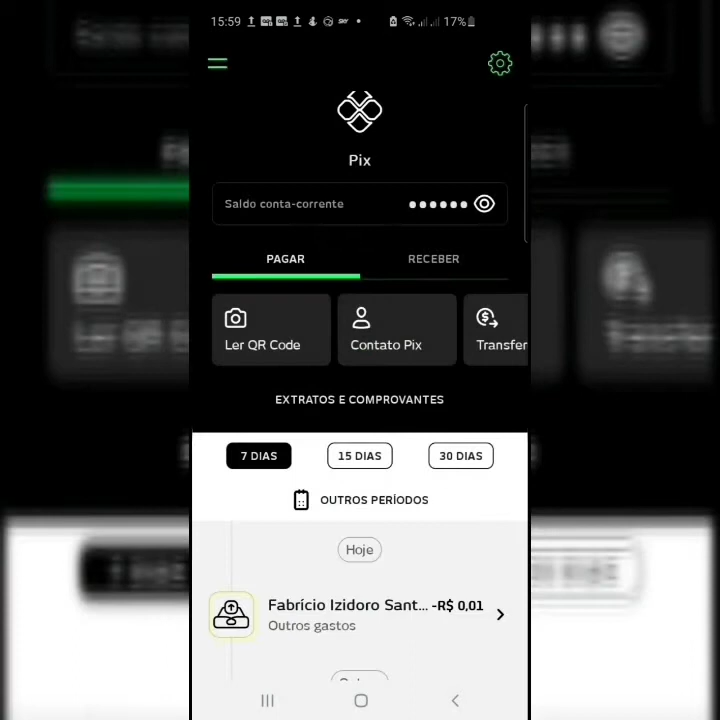 15:59
17%
Pix
Saldo conta-corrente
PAGAR
RECEBER
Ler QR Code
Contato Pix
Transfer
EXTRATOS E COMPROVANTES
7 DIAS
15 DIAS
30 DIAS
OUTROS PERÍODOS
Hoje
Fabrício Izidoro Sant... -R$ 0,01
Outros gastos